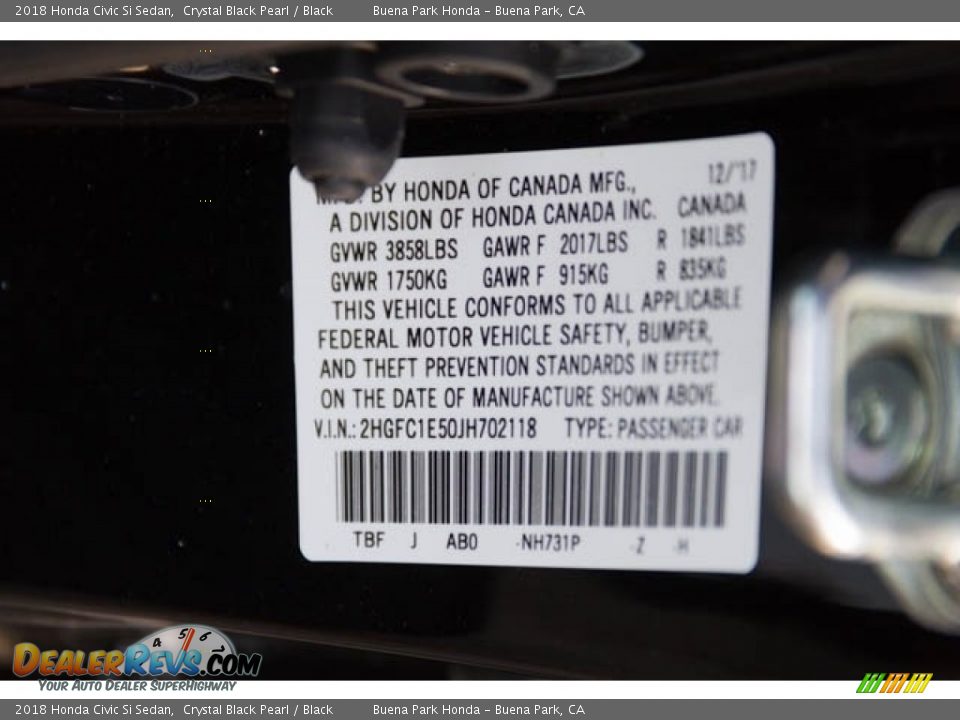 2018 Honda Civic Si Sedan, Crystal Black Pearl / Black Buena Park Honda – Buena Park, CA
12/'17
BY HONDA OF CANADA MFG.,
A DIVISION OF HONDA CANADA INC. CANADA
GVWR 3858LBS GAWR F 2017LBS R 1841LBS
GVWR 1750KG GAWR F 915KG R 835KG
THIS VEHICLE CONFORMS TO ALL APPLICABLE
FEDERAL MOTOR VEHICLE SAFETY, BUMPER,
AND THEFT PREVENTION STANDARDS IN EFFECT
ON THE DATE OF MANUFACTURE SHOWN ABOVE.
V.I.N.: 2HGFC1E50JH702118 TYPE: PASSENGER CAR
TBF J AB0 -NH731P -Z -H
4 5 6
DEALERREVS.COM
YOUR AUTO DEALER SUPERHIGHWAY
2018 Honda Civic Si Sedan, Crystal Black Pearl / Black Buena Park Honda – Buena Park, CA